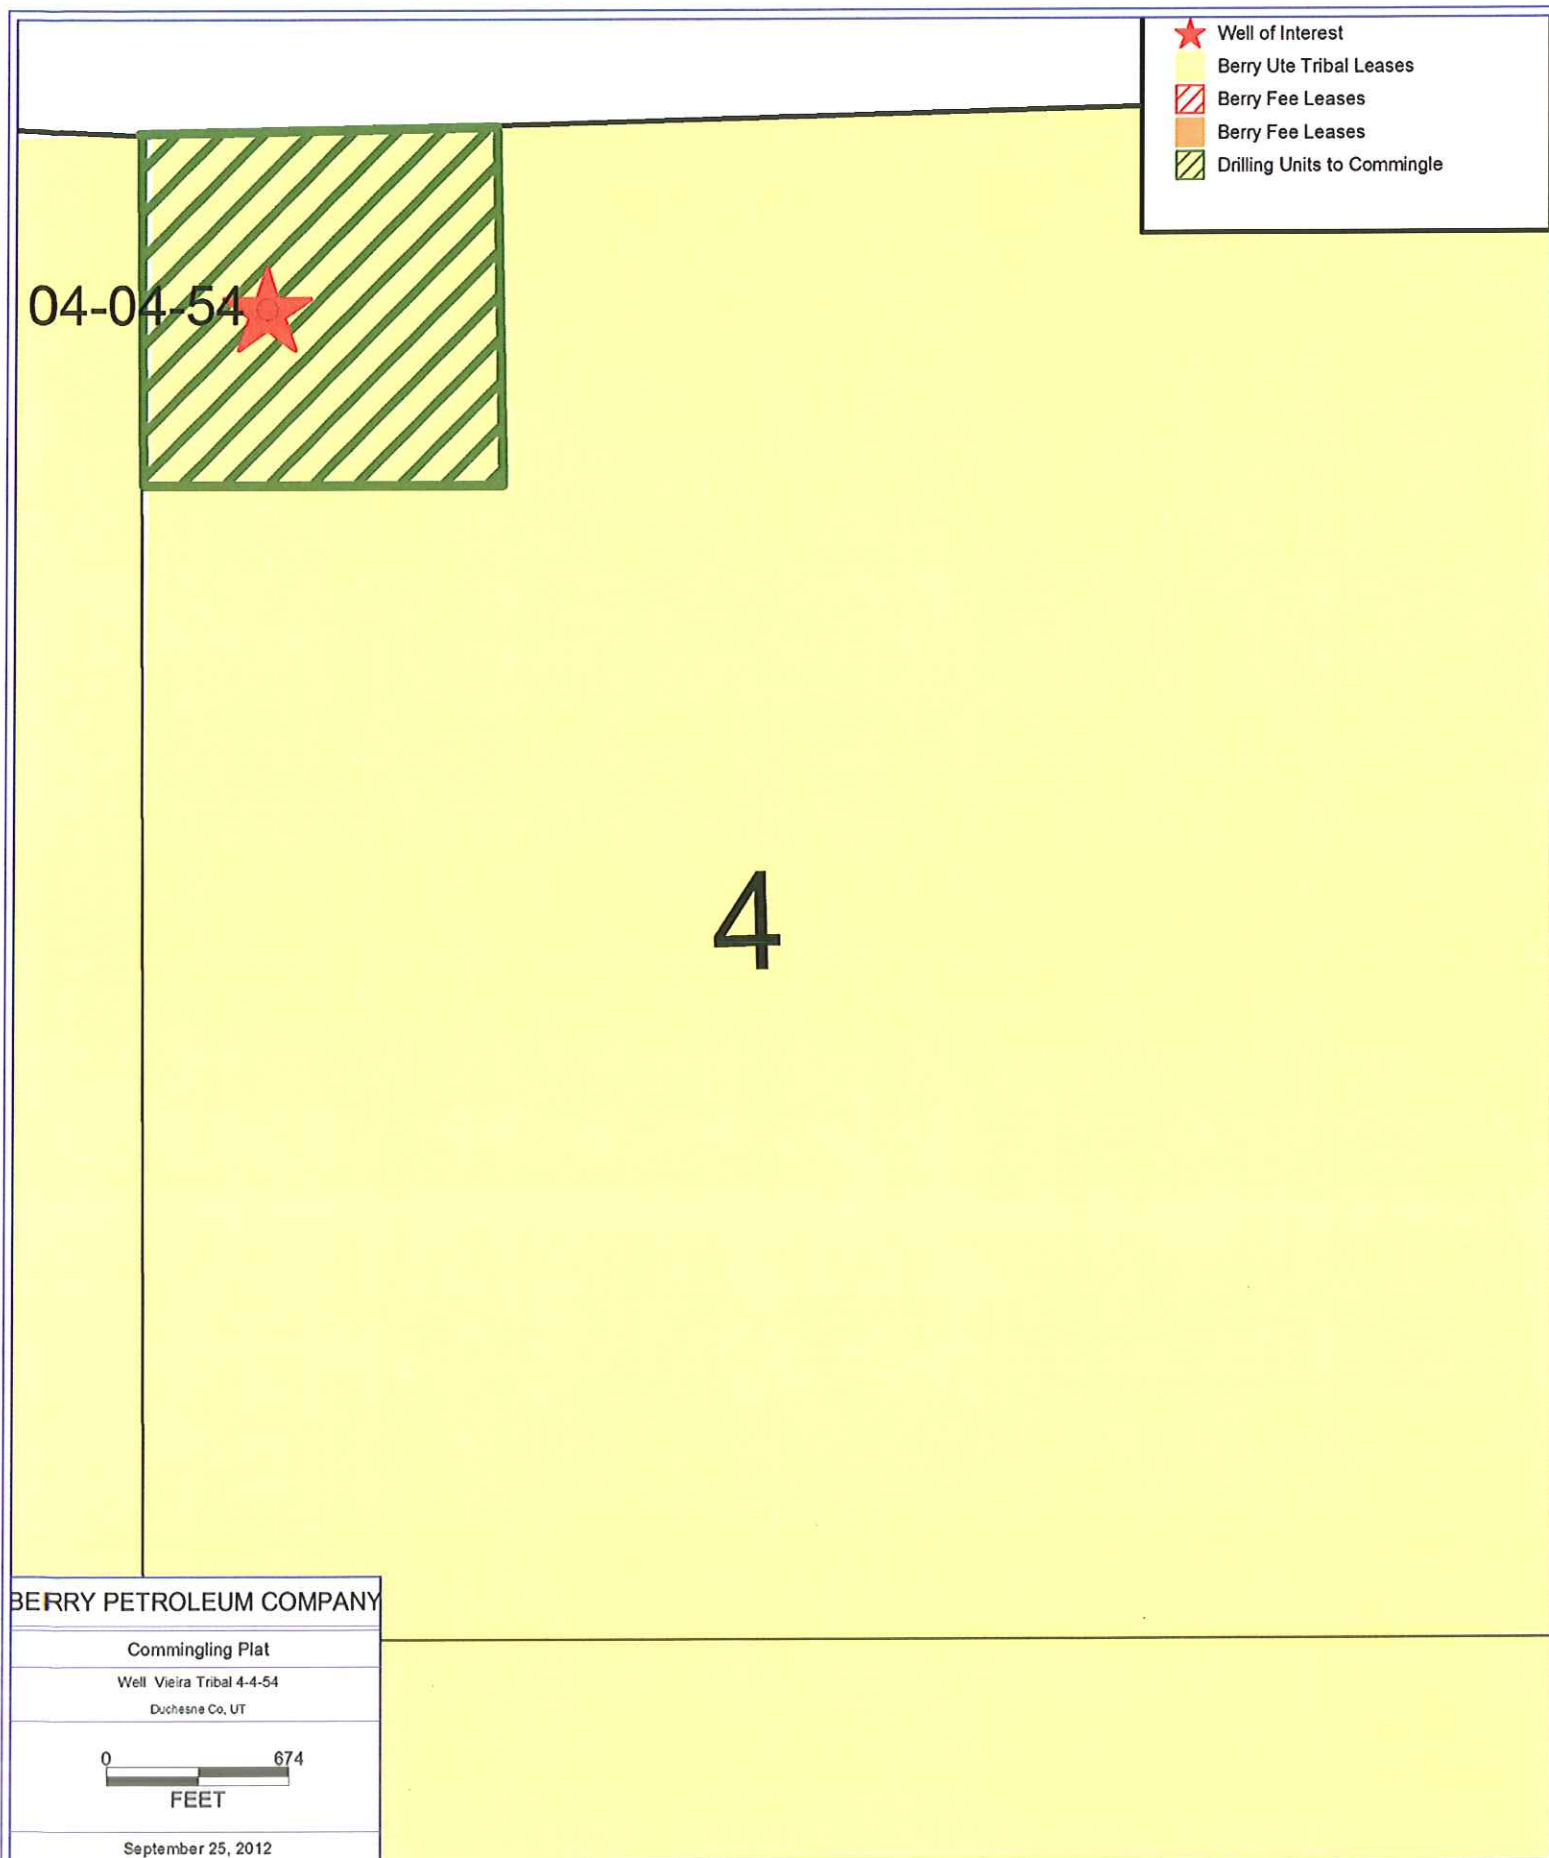 Well of Interest
Berry Ute Tribal Leases
Berry Fee Leases
Berry Fee Leases
Drilling Units to Commingle
04-04-54
4
BERRY PETROLEUM COMPANY
Commingling Plat
Well Vieira Tribal 4-4-54
Duchesne Co, UT
0 674
FEET
September 25, 2012